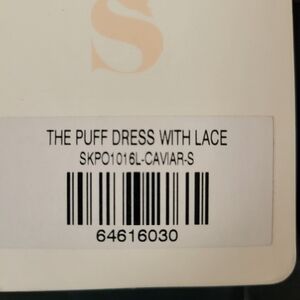 S
THE PUFF DRESS WITH LACE
SKPO1016L-CAVIAR-S
64616030